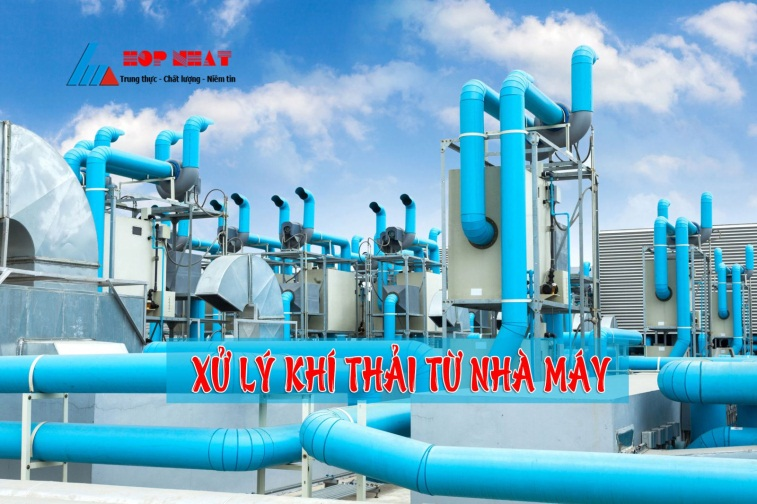 HOP NHAT
Trung thực - Chất lượng - Niềm tin
XỬ LÝ KHÍ THẢI TỪ NHÀ MÁY